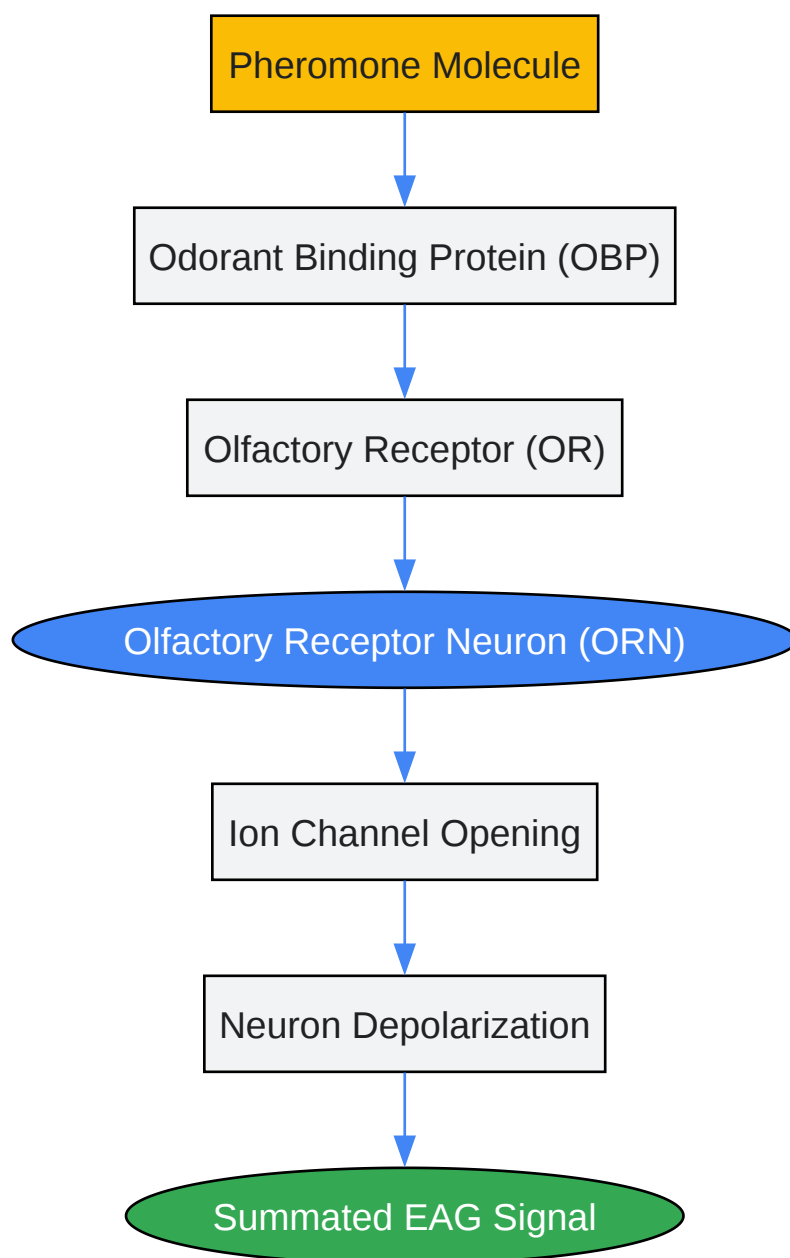 Pheromone Molecule
Odorant Binding Protein (OBP)
Olfactory Receptor (OR)
Olfactory Receptor Neuron (ORN)
Ion Channel Opening
Neuron Depolarization
Summated EAG Signal